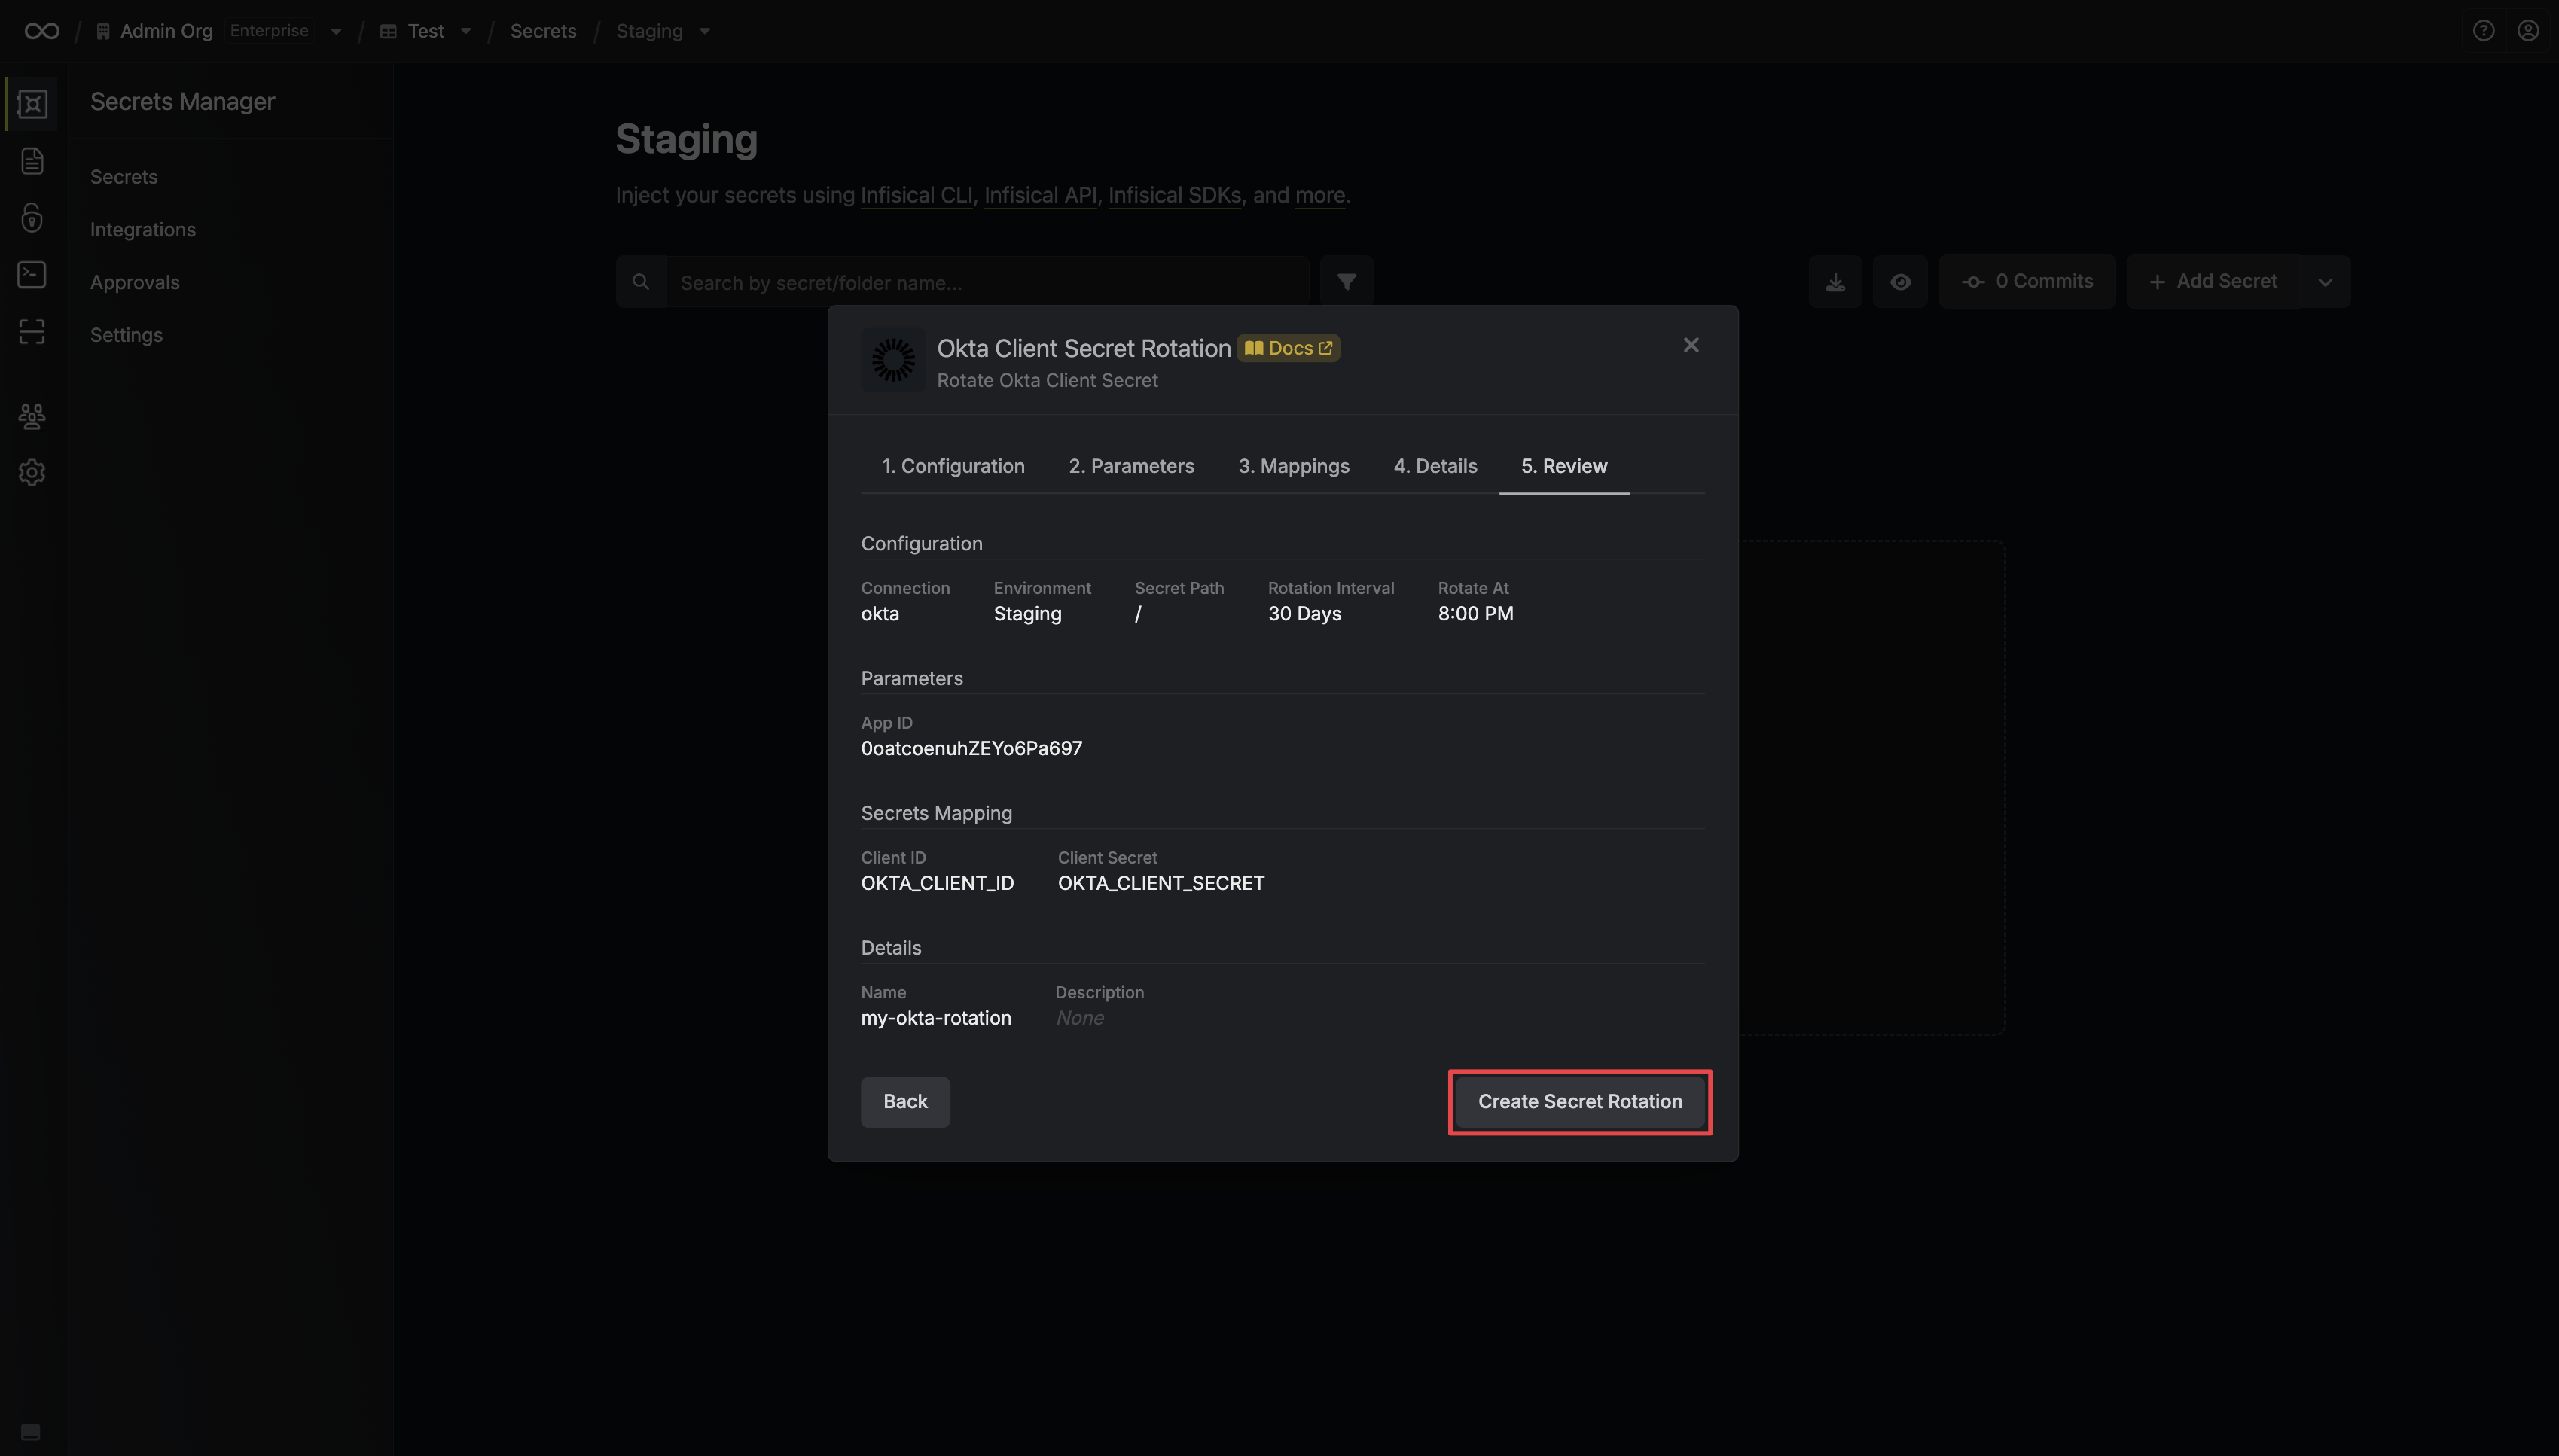 / Admin Org Enterprise / Test / Secrets / Staging
Secrets Manager
Secrets
Integrations
Approvals
Settings
Staging
Inject your secrets using Infisical CLI, Infisical API, Infisical SDKs, and more.
Search by secret/folder name...
0 Commits
+ Add Secret
Okta Client Secret Rotation Docs
Rotate Okta Client Secret
1. Configuration 2. Parameters 3. Mappings 4. Details 5. Review
Configuration
Connection Environment Secret Path Rotation Interval Rotate At
okta Staging / 30 Days 8:00 PM
Parameters
App ID
0oatcoenuhZEYo6Pa697
Secrets Mapping
Client ID Client Secret
OKTA_CLIENT_ID OKTA_CLIENT_SECRET
Details
Name Description
my-okta-rotation None
Back Create Secret Rotation